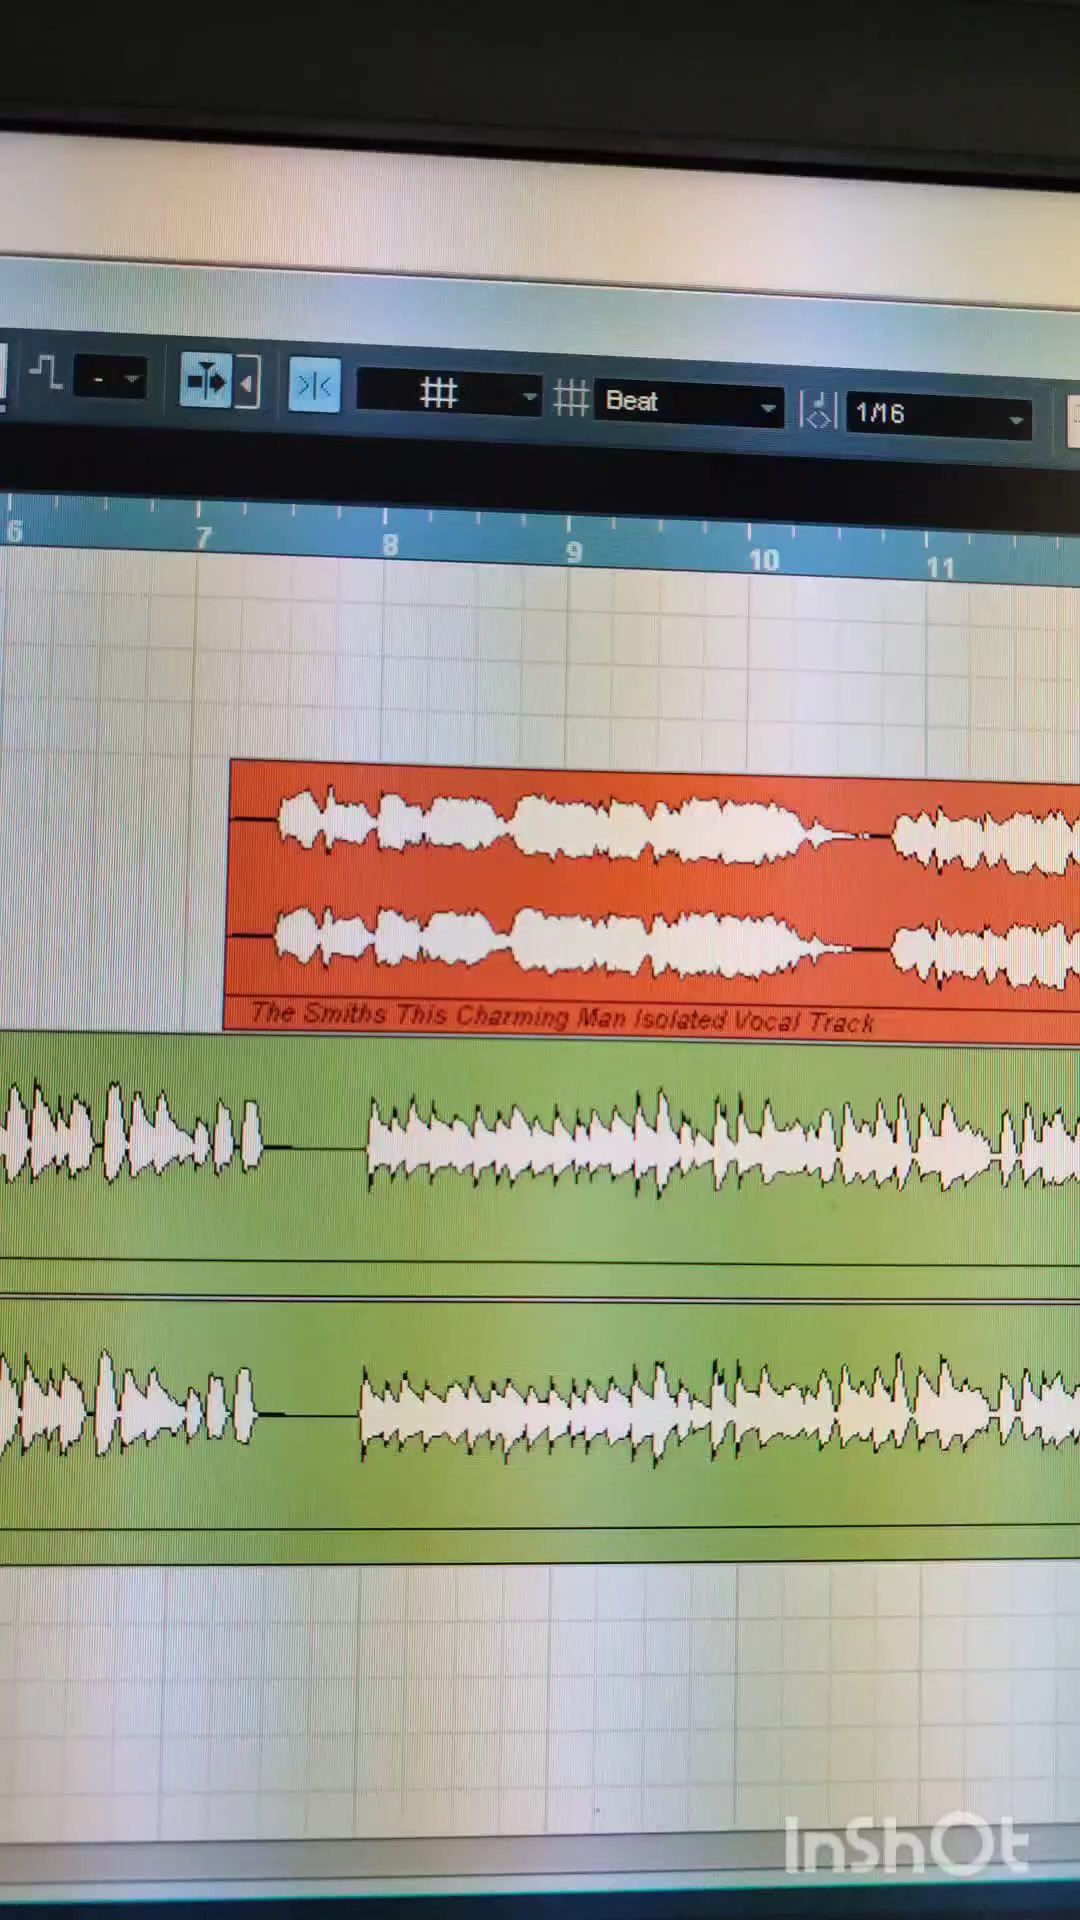 -
Beat
1/16
6 7 8 9 10 11
The Smiths This Charming Man Isolated Vocal Track
InShOt